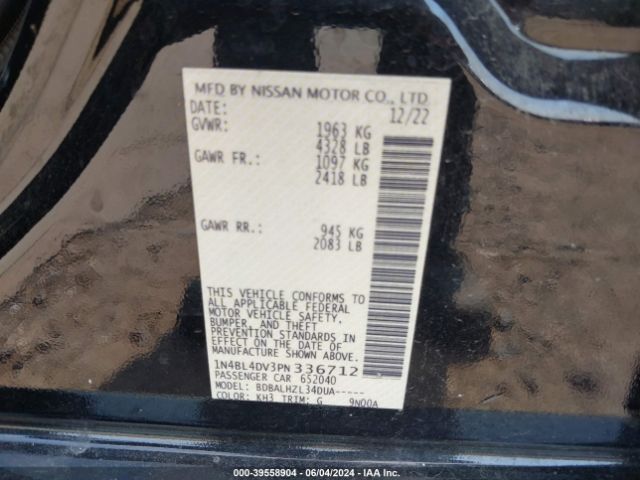 MFD BY NISSAN MOTOR CO., LTD.
DATE: 12/22
GVWR: 1963 KG
4328 LB
GAWR FR.: 1097 KG
2418 LB
GAWR RR.: 945 KG
2083 LB
THIS VEHICLE CONFORMS TO
ALL APPLICABLE FEDERAL
MOTOR VEHICLE SAFETY,
BUMPER, AND THEFT
PREVENTION STANDARDS IN
EFFECT ON THE DATE OF
MANUFACTURE SHOWN ABOVE.
1N4BL4DV3PN336712
PASSENGER CAR 652040
MODEL: BDBALHZL34DUA-----
COLOR: KH3 TRIM: G 9N00A
000-39558904 - 06/04/2024 - IAA Inc.